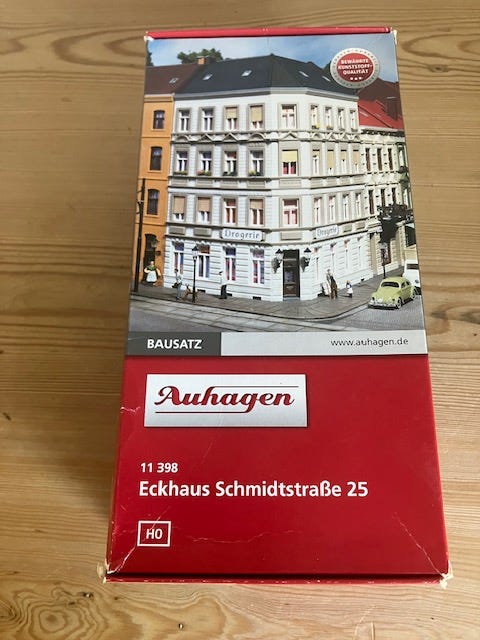 BEWÄHRTE
KUNSTSTOFF-
QUALITÄT
Drogerie
Drogerie
BAUSATZ
www.auhagen.de
Auhagen
11 398
Eckhaus Schmidtstraße 25
H0